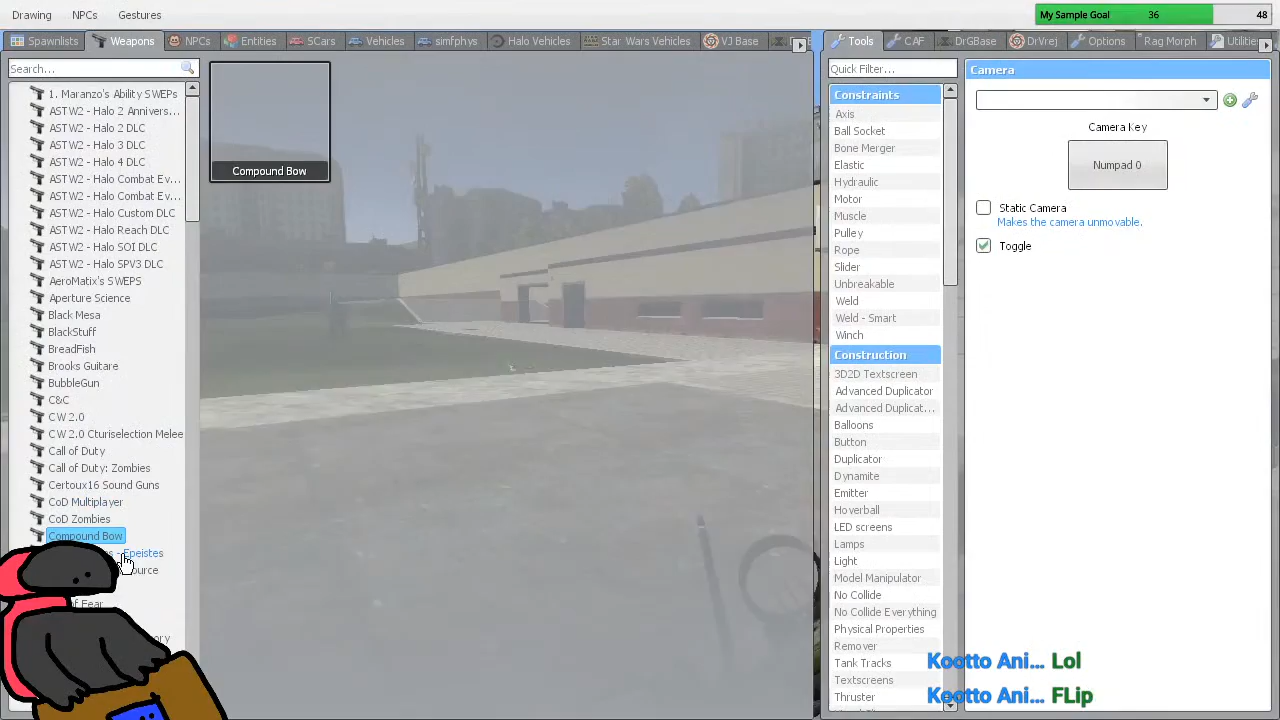 Drawing NPCs Gestures
My Sample Goal 36 48
Spawnlists Weapons NPCs Entities SCars Vehicles simfphys Halo Vehicles Star Wars Vehicles VJ Base
Tools CAF DrGBase DrVrej Options Rag Morph Utilitie
Search...
Compound Bow
1. Maranzo's Ability SWEPs
ASTW2 - Halo 2 Annivers...
ASTW2 - Halo 2 DLC
ASTW2 - Halo 3 DLC
ASTW2 - Halo 4 DLC
ASTW2 - Halo Combat Ev...
ASTW2 - Halo Combat Ev...
ASTW2 - Halo Custom DLC
ASTW2 - Halo Reach DLC
ASTW2 - Halo SOI DLC
ASTW2 - Halo SPv3 DLC
AeroMatix's SWEPS
Aperture Science
Black Mesa
BlackStuff
BreadFish
Brooks Guitare
BubbleGun
C&C
CW 2.0
CW 2.0 Cturiselection Melee
Call of Duty
Call of Duty: Zombies
Certoux16 Sound Guns
CoD Multiplayer
CoD Zombies
Compound Bow
- Epeistes
ource
of Fear
ory
Quick Filter...
Constraints
Axis
Ball Socket
Bone Merger
Elastic
Hydraulic
Motor
Muscle
Pulley
Rope
Slider
Unbreakable
Weld
Weld - Smart
Winch
Construction
3D2D Textscreen
Advanced Duplicator
Advanced Duplicat...
Balloons
Button
Duplicator
Dynamite
Emitter
Hoverball
LED screens
Lamps
Light
Model Manipulator
No Collide
No Collide Everything
Physical Properties
Remover
Tank Tracks
Textscreens
Thruster
Camera
Camera Key
Numpad 0
Static Camera
Makes the camera unmovable.
Toggle
Kootto Ani... Lol
Kootto Ani... FLip